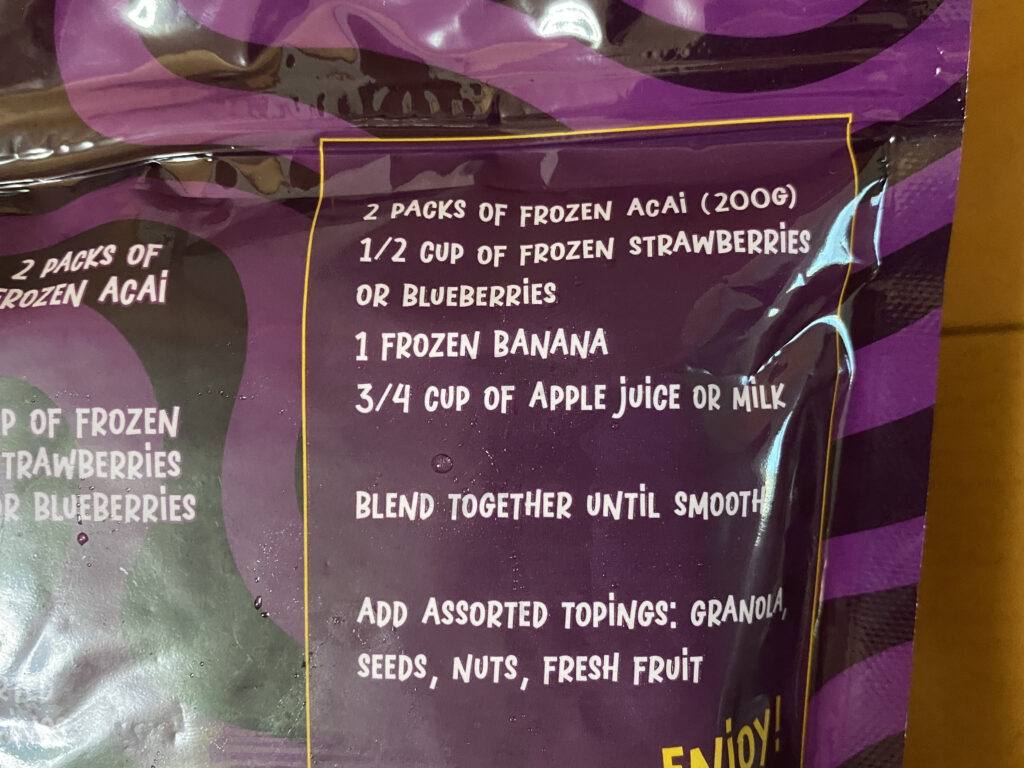 2 PACKS OF
FROZEN ACAI
P OF FROZEN
TRAWBERRIES
OR BLUEBERRIES
2 PACKS OF FROZEN ACAI (200G)
1/2 CUP OF FROZEN STRAWBERRIES
OR BLUEBERRIES
1 FROZEN BANANA
3/4 CUP OF APPLE JUICE OR MILK
BLEND TOGETHER UNTIL SMOOTH
ADD ASSORTED TOPINGS: GRANOLA,
SEEDS, NUTS, FRESH FRUIT
ENJOY!